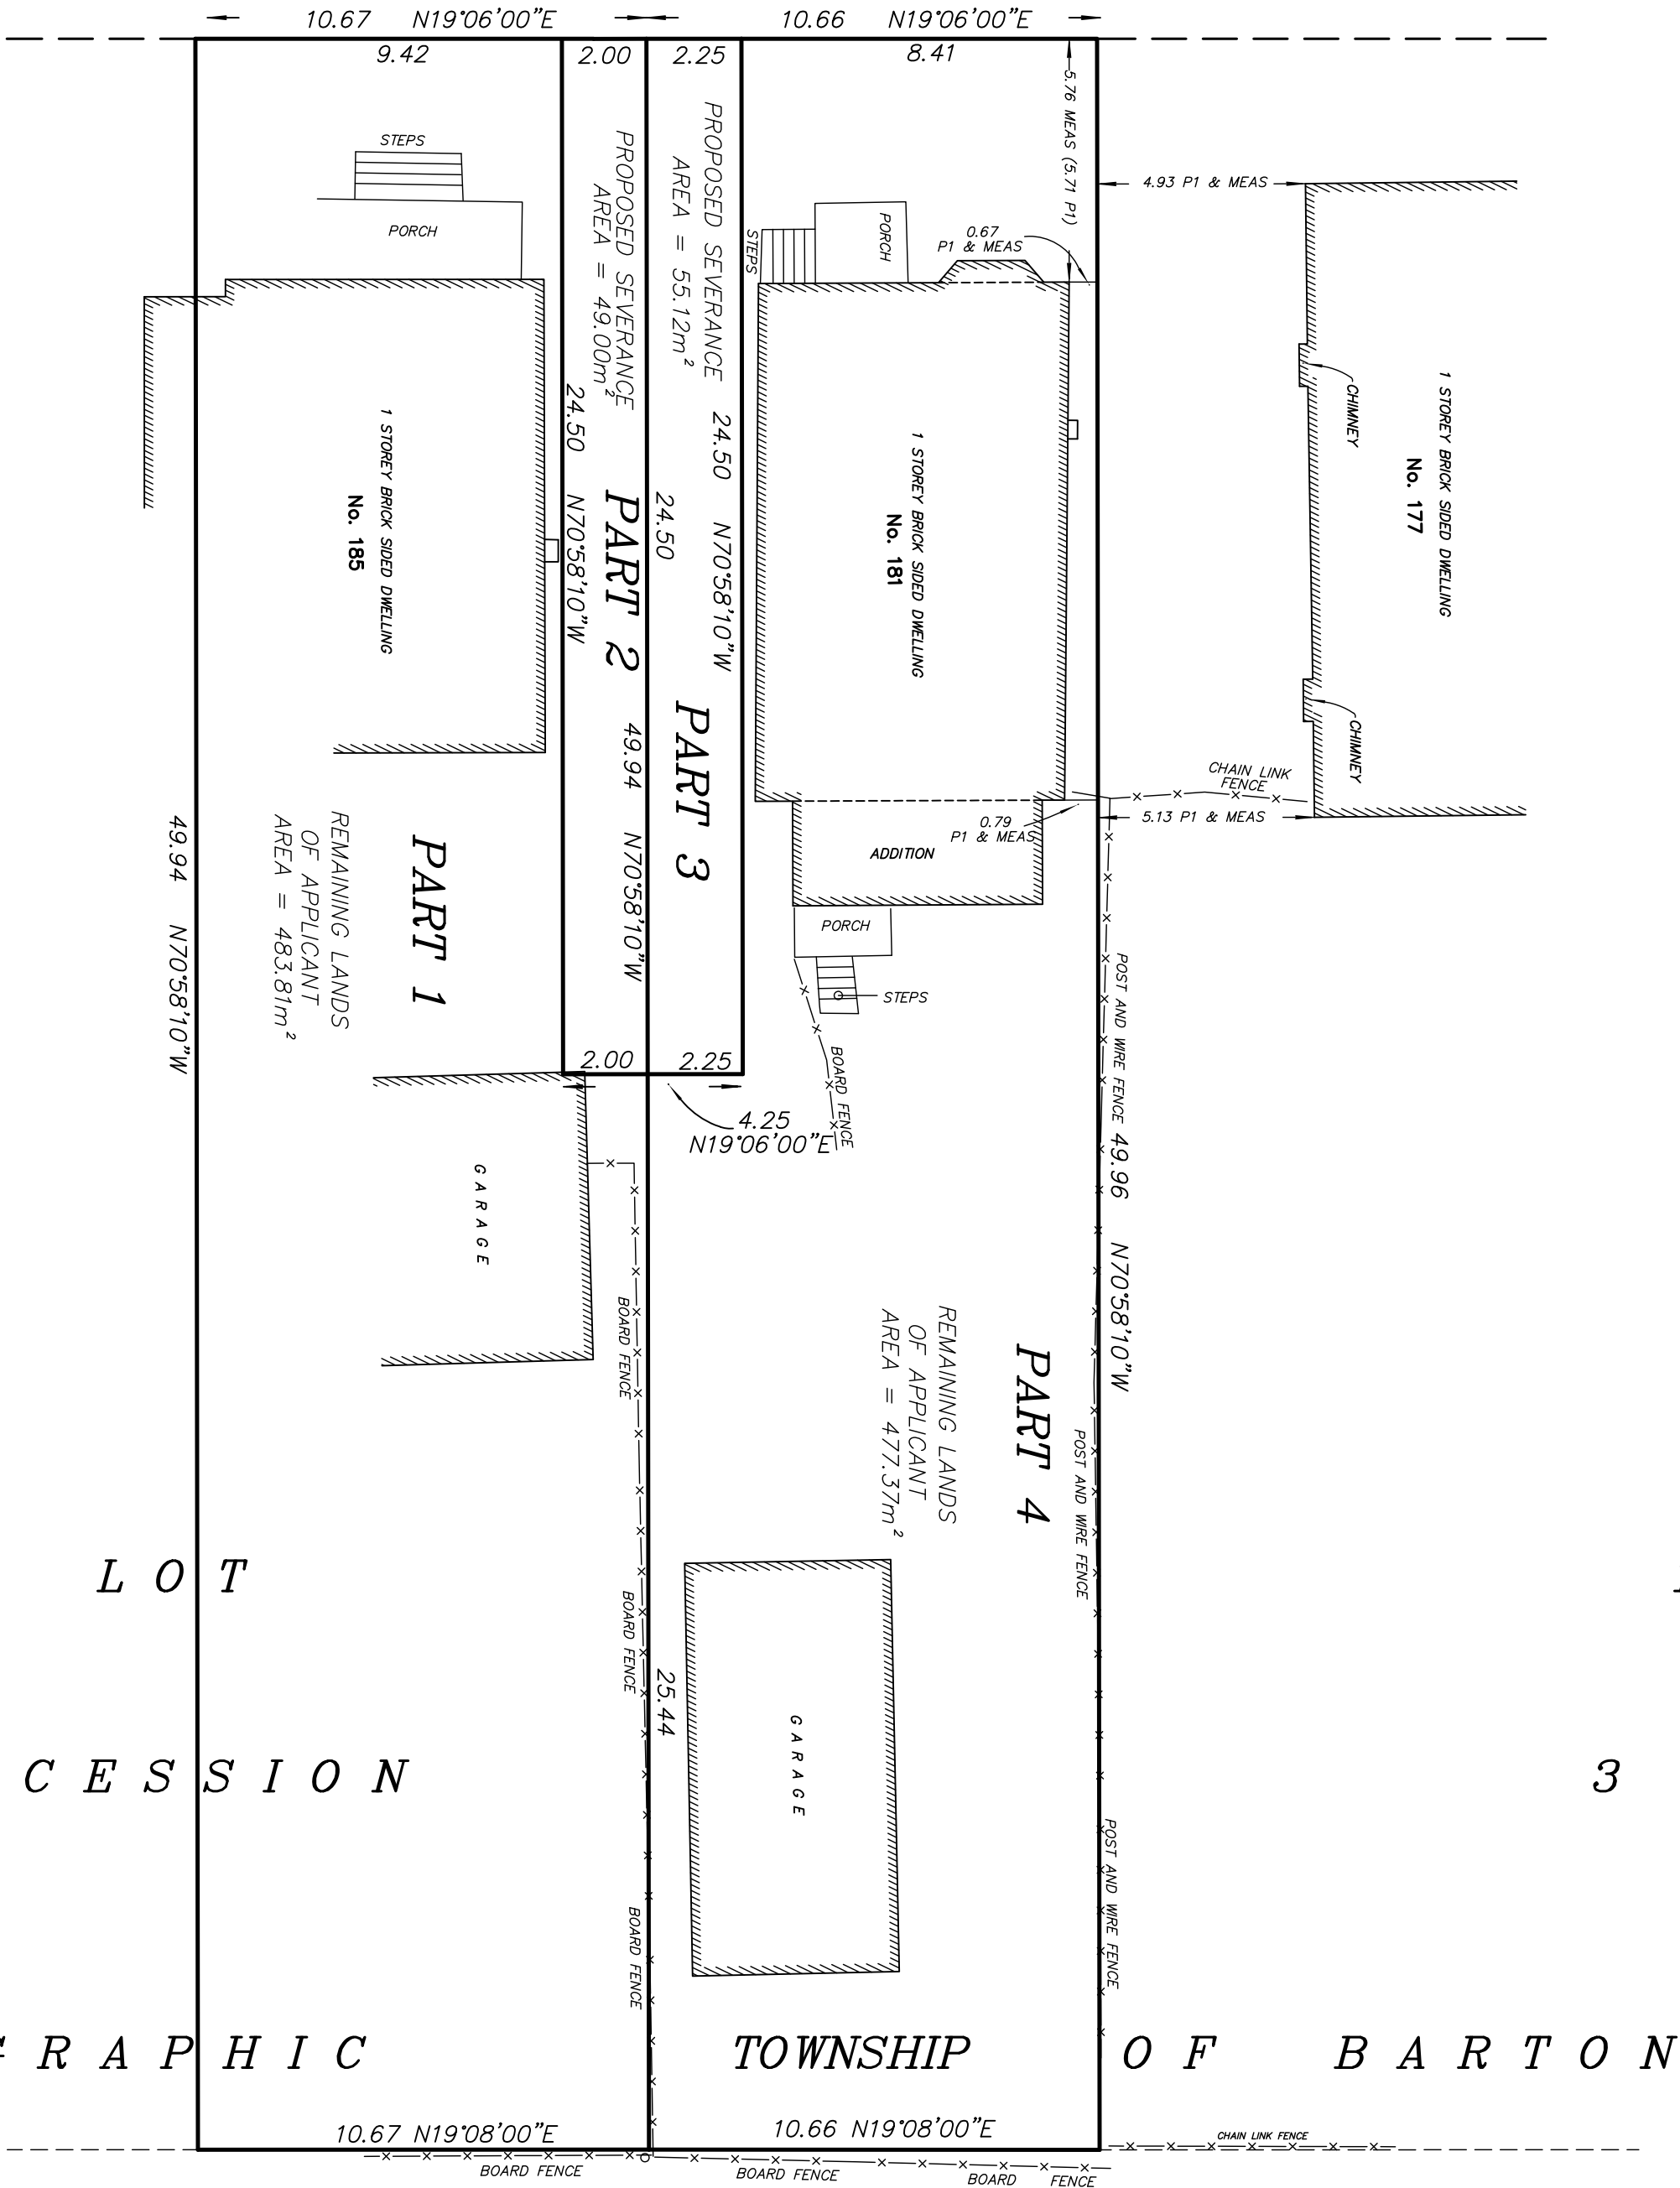 10.67 N19°06'00"E
10.66 N19°06'00"E
9.42
2.00
2.25
8.41
5.76 MEAS (5.71 P1)
STEPS
PORCH
PROPOSED SEVERANCE
AREA = 49.00m²
PROPOSED SEVERANCE
AREA = 55.12m²
STEPS
PORCH
0.67
P1 & MEAS
4.93 P1 & MEAS
CHIMNEY
1 STOREY BRICK SIDED DWELLING
No. 177
CHIMNEY
1 STOREY BRICK SIDED DWELLING
No. 185
24.50 N70°58'10"W
PART 2
49.94 N70°58'10"W
24.50
24.50 N70°58'10"W
PART 3
1 STOREY BRICK SIDED DWELLING
No. 181
CHAIN LINK
FENCE
5.13 P1 & MEAS
0.79
P1 & MEAS
ADDITION
PORCH
STEPS
BOARD FENCE
PART 1
REMAINING LANDS
OF APPLICANT
AREA = 483.81m²
49.94 N70°58'10"W
2.00
2.25
4.25
N19°06'00"E
POST AND WIRE FENCE
49.96 N70°58'10"W
GARAGE
BOARD FENCE
PART 4
REMAINING LANDS
OF APPLICANT
AREA = 477.37m²
POST AND WIRE FENCE
LOT
BOARD FENCE
25.44
GARAGE
CESSION
3
POST AND WIRE FENCE
BOARD FENCE
RAPHIC TOWNSHIP OF BARTON
10.67 N19°08'00"E
10.66 N19°08'00"E
CHAIN LINK FENCE
BOARD FENCE
BOARD FENCE
BOARD FENCE